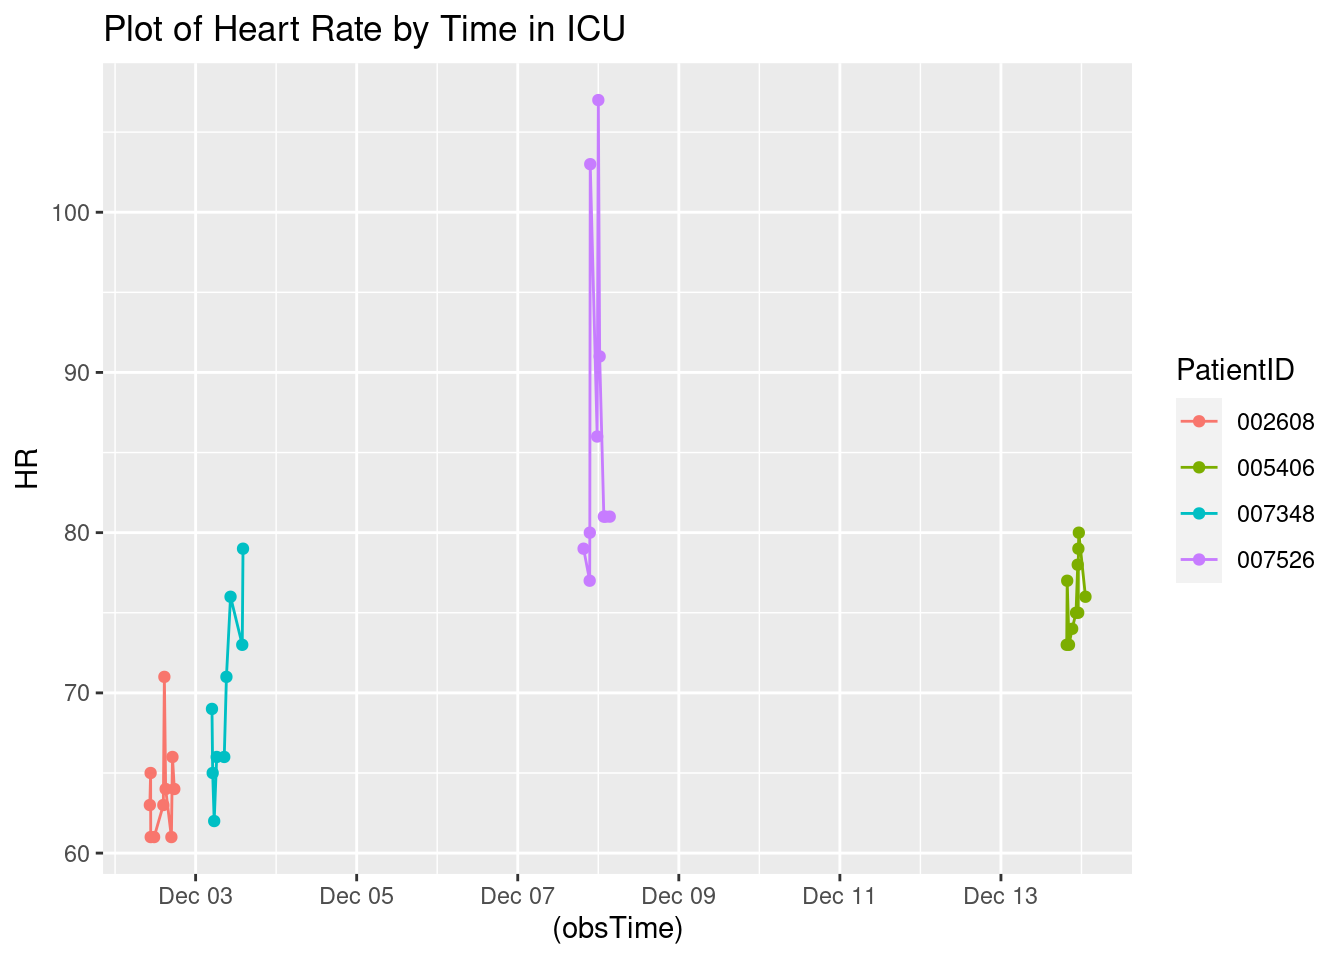 Plot of Heart Rate by Time in ICU
100
90
80
70
60
HR
Dec 03 Dec 05 Dec 07 Dec 09 Dec 11 Dec 13
(obsTime)
PatientID
002608
005406
007348
007526